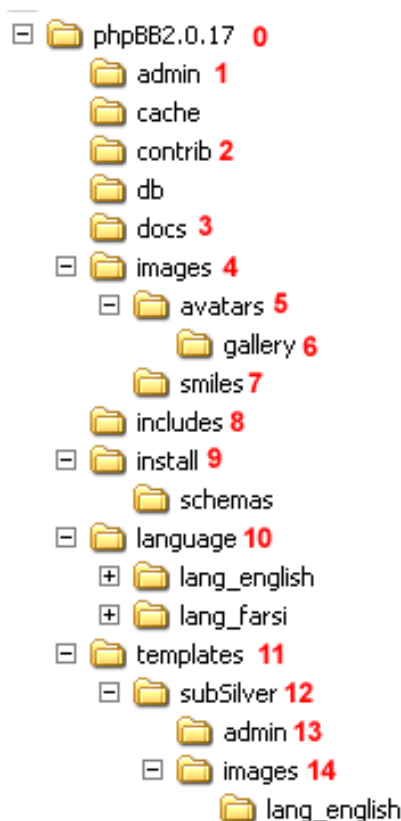 phpBB2.0.17 0
admin 1
cache
contrib 2
db
docs 3
images 4
avatars 5
gallery 6
smiles 7
includes 8
install 9
schemas
language 10
lang_english
lang_farsi
templates 11
subSilver 12
admin 13
images 14
lang_english